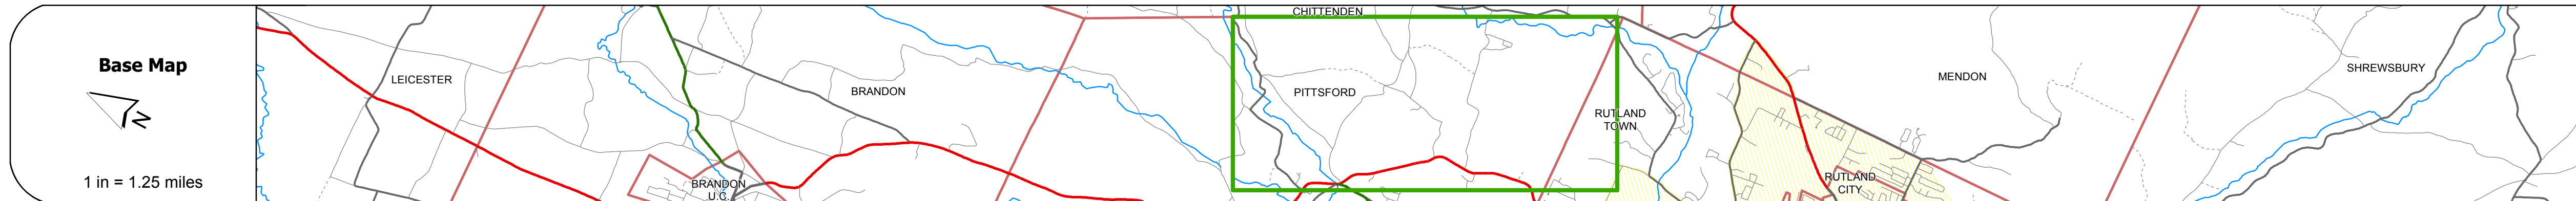 Base Map
N
1 in = 1.25 miles
LEICESTER
BRANDON
BRANDON
U.C.
CHITTENDEN
PITTSFORD
RUTLAND
TOWN
MENDON
RUTLAND
CITY
SHREWSBURY